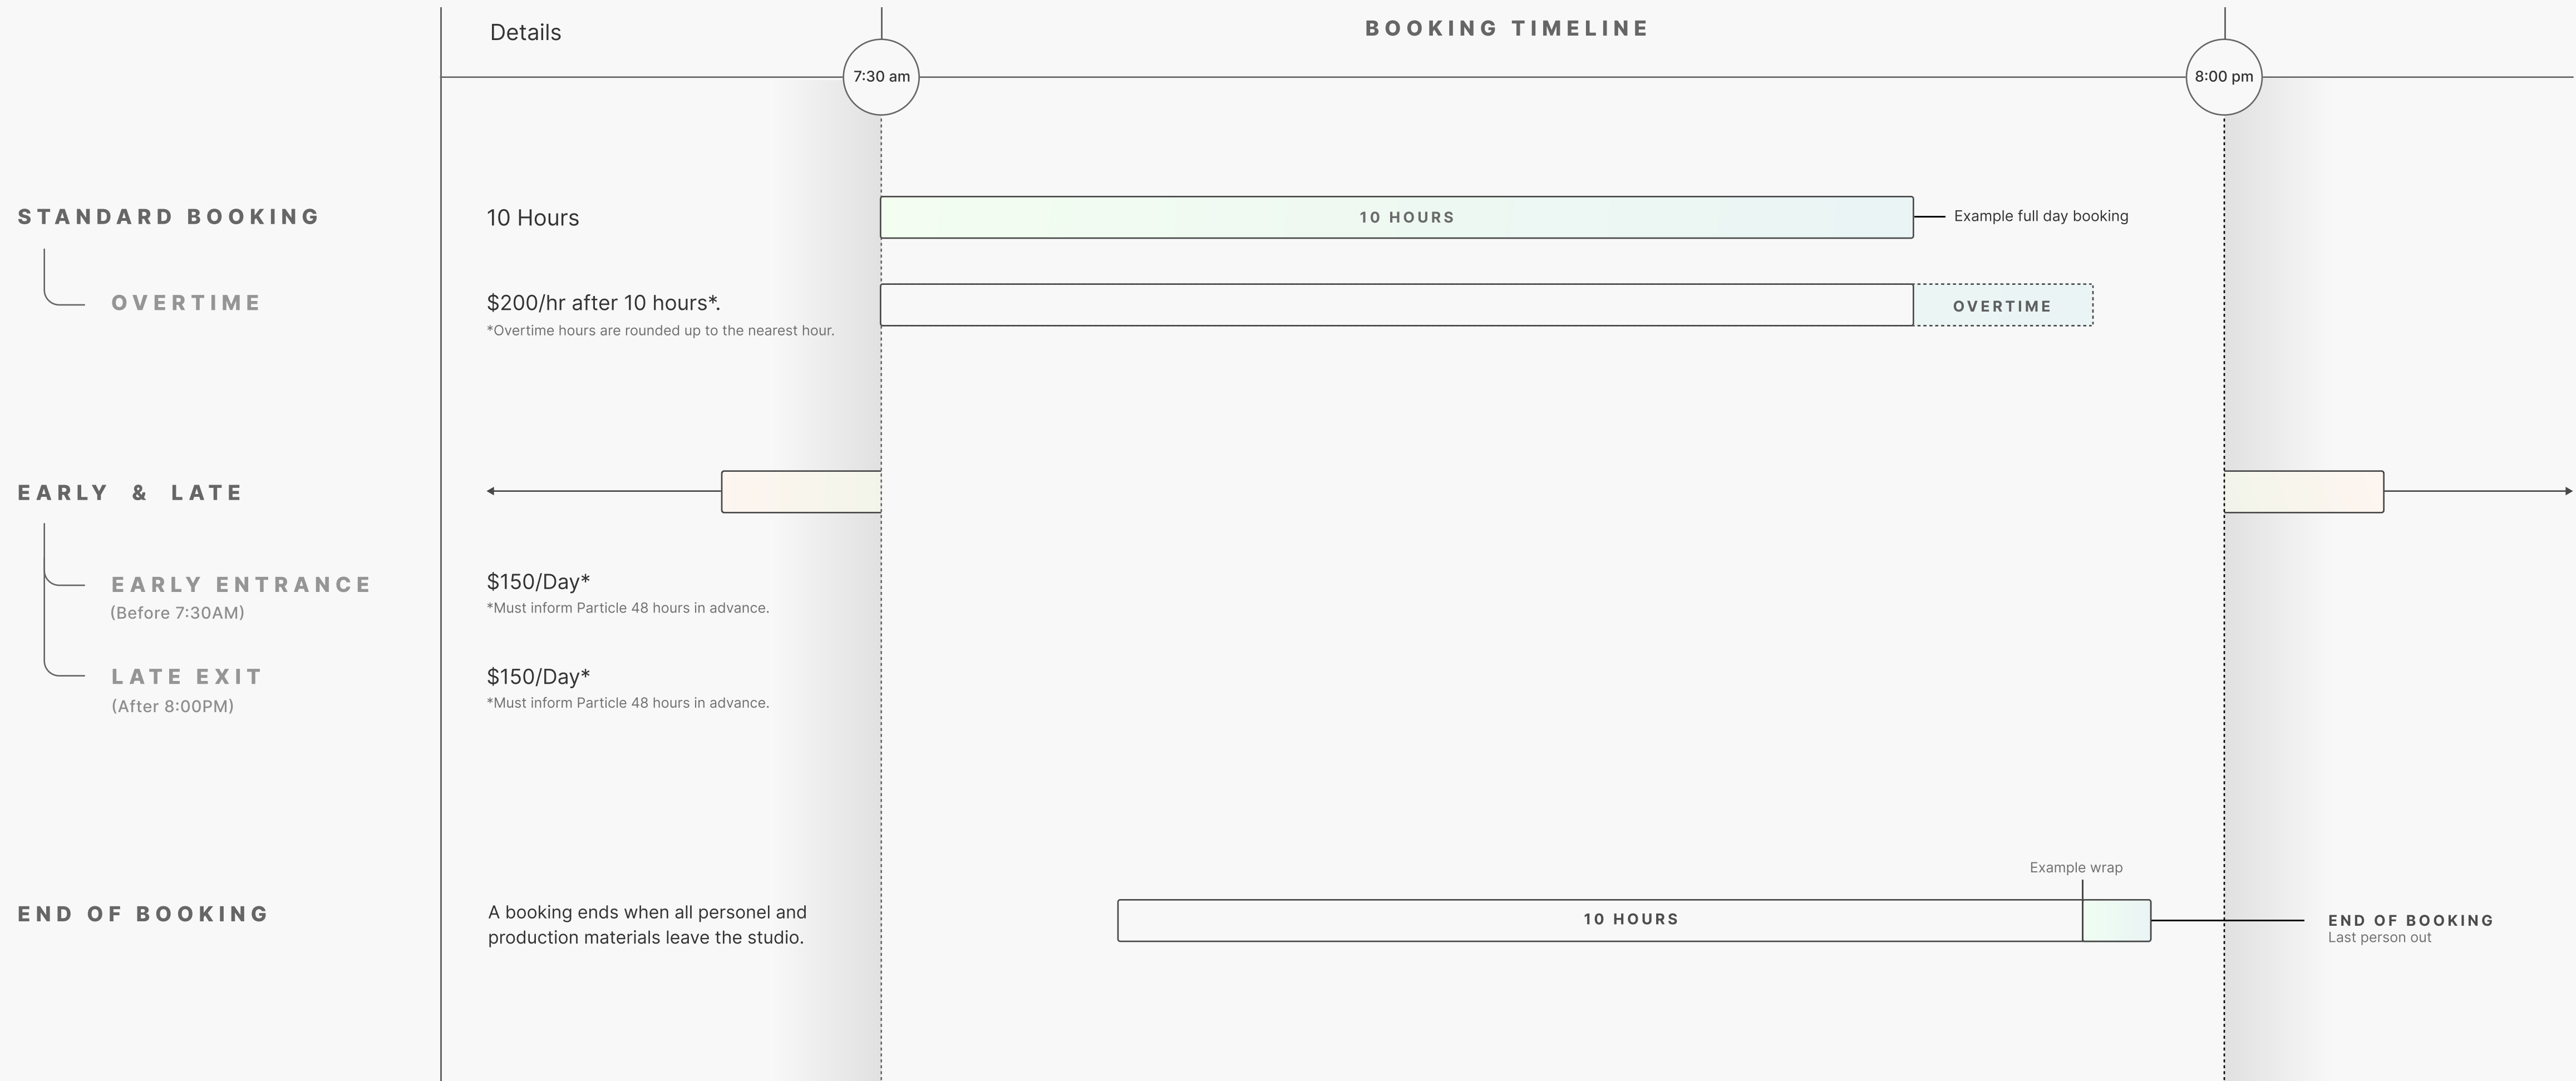 Details
BOOKING TIMELINE
7:30 am
8:00 pm
STANDARD BOOKING
10 Hours
10 HOURS
Example full day booking
OVERTIME
$200/hr after 10 hours*.
*Overtime hours are rounded up to the nearest hour.
OVERTIME
EARLY & LATE
EARLY ENTRANCE
(Before 7:30AM)
$150/Day*
*Must inform Particle 48 hours in advance.
LATE EXIT
(After 8:00PM)
$150/Day*
*Must inform Particle 48 hours in advance.
END OF BOOKING
A booking ends when all personel and
production materials leave the studio.
Example wrap
10 HOURS
END OF BOOKING
Last person out